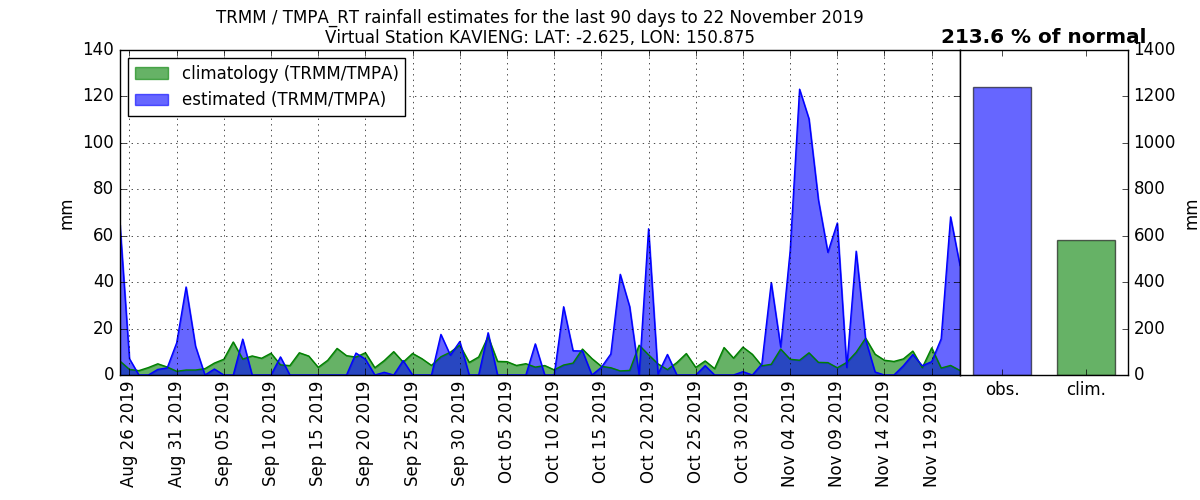 TRMM / TMPA_RT rainfall estimates for the last 90 days to 22 November 2019
Virtual Station KAVIENG: LAT: -2.625, LON: 150.875
213.6 % of normal
climatology (TRMM/TMPA)
estimated (TRMM/TMPA)
mm
140
120
100
80
60
40
20
0
Aug 26 2019
Aug 31 2019
Sep 05 2019
Sep 10 2019
Sep 15 2019
Sep 20 2019
Sep 25 2019
Sep 30 2019
Oct 05 2019
Oct 10 2019
Oct 15 2019
Oct 20 2019
Oct 25 2019
Oct 30 2019
Nov 04 2019
Nov 09 2019
Nov 14 2019
Nov 19 2019
obs.
clim.
1400
1200
1000
800
600
400
200
0
mm